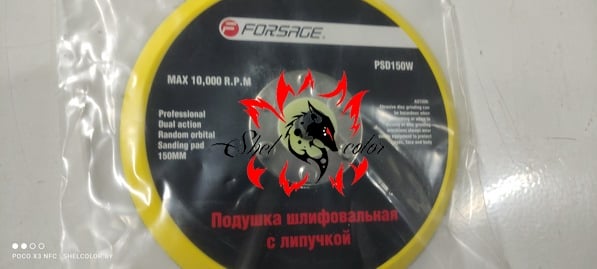 FORSAGE
PSD150W
MAX 10,000 R.P.M
Professional
Dual action
Random orbital
Sanding pad
150MM
Shel color
Подушка шлифовальная
с липучкой
POCO X3 NFC | SHELCOLOR.BY